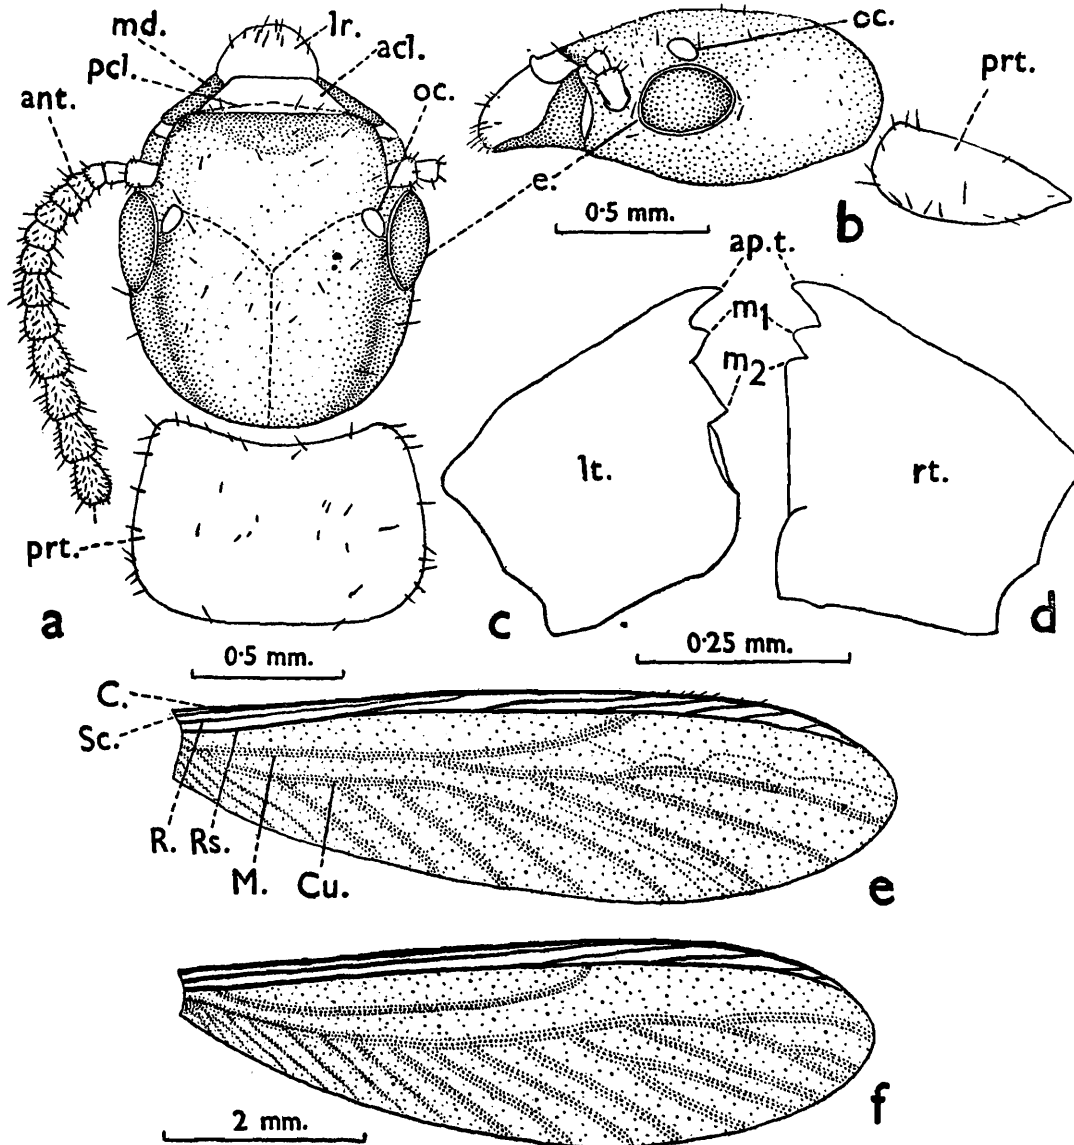 md.
lr.
acl.
pcl.
oc.
ant.
oc.
prt.
e.
0·5 mm.
b
ap.t.
m1
m2
lt.
rt.
prt.
a
c
d
0·5 mm.
0·25 mm.
C.
Sc.
R.
Rs.
M.
Cu.
e
f
2 mm.